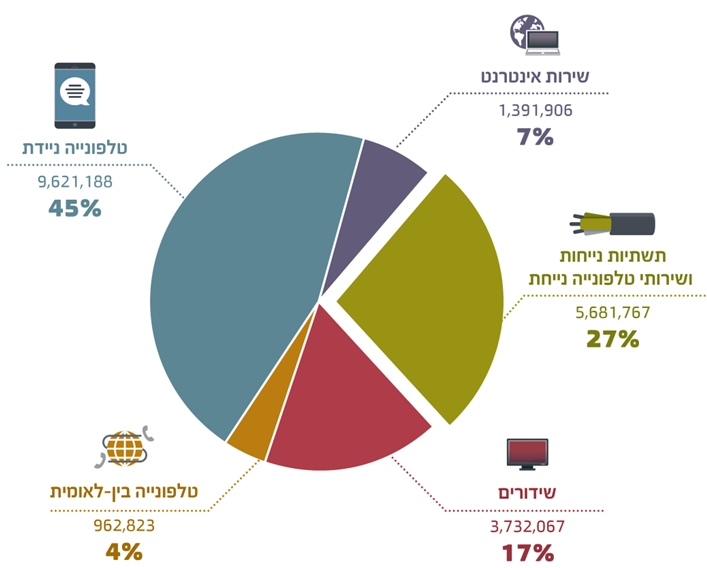 שירות אינטרנט
1,391,906
7%
טלפונייה ניידת
9,621,188
45%
תשתיות נייחות
ושירותי טלפונייה נייחת
5,681,767
27%
טלפונייה בין-לאומית
962,823
4%
שידורים
3,732,067
17%